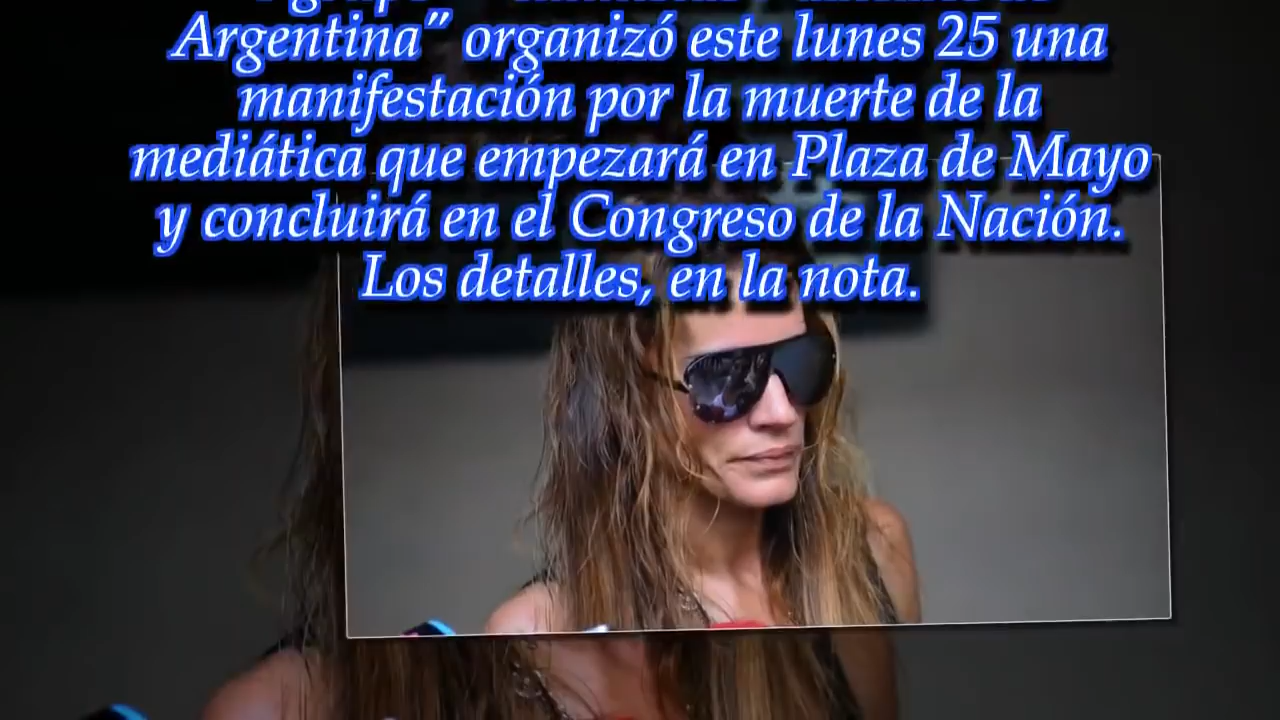 Argentina” organizó este lunes 25 una
manifestación por la muerte de la
mediática que empezará en Plaza de Mayo
y concluirá en el Congreso de la Nación.
Los detalles, en la nota.